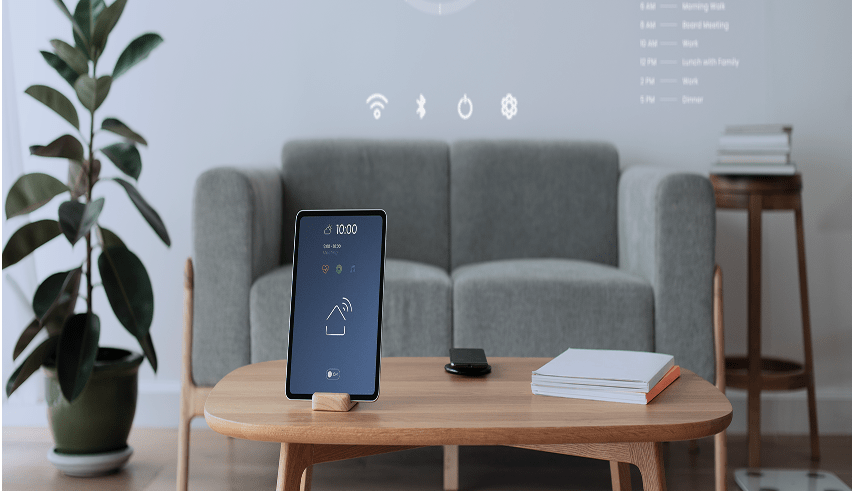 6 AM Morning Walk
8 AM Board Meeting
10 AM Work
12 PM Lunch with Family
3 PM Work
5 PM Dinner
10:00